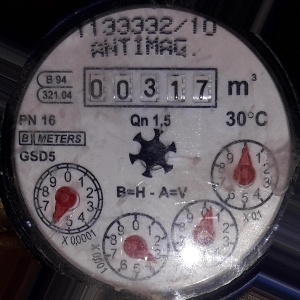 1133332/10
ANTIMAG.
B 94
321.04
00317 m³
PN 16
Qn 1,5
30°C
B METERS
GSD5
B=H - A=V
X 0,0001
X 0,1